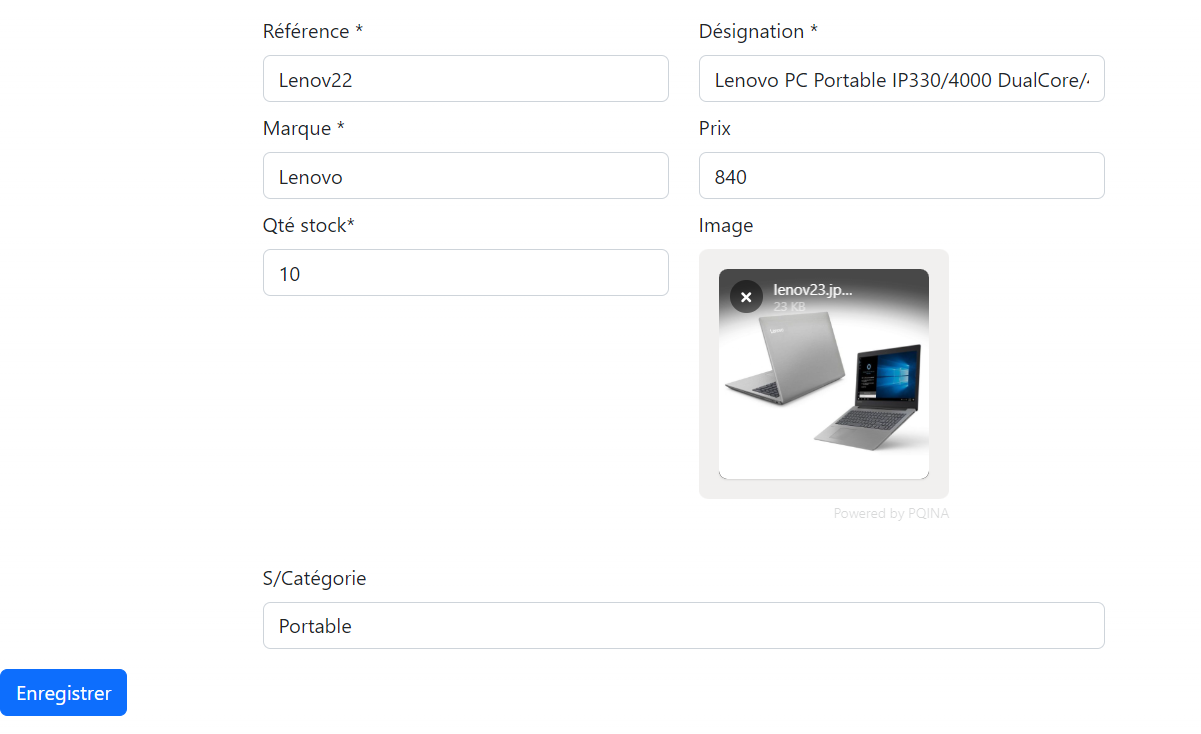 Référence *
Désignation *
Lenov22
Lenovo PC Portable IP330/4000 DualCore/
Marque *
Prix
Lenovo
840
Qté stock*
Image
10
lenov23.jp...
23 KB
Lenovo
Powered by PQINA
S/Catégorie
Portable
Enregistrer